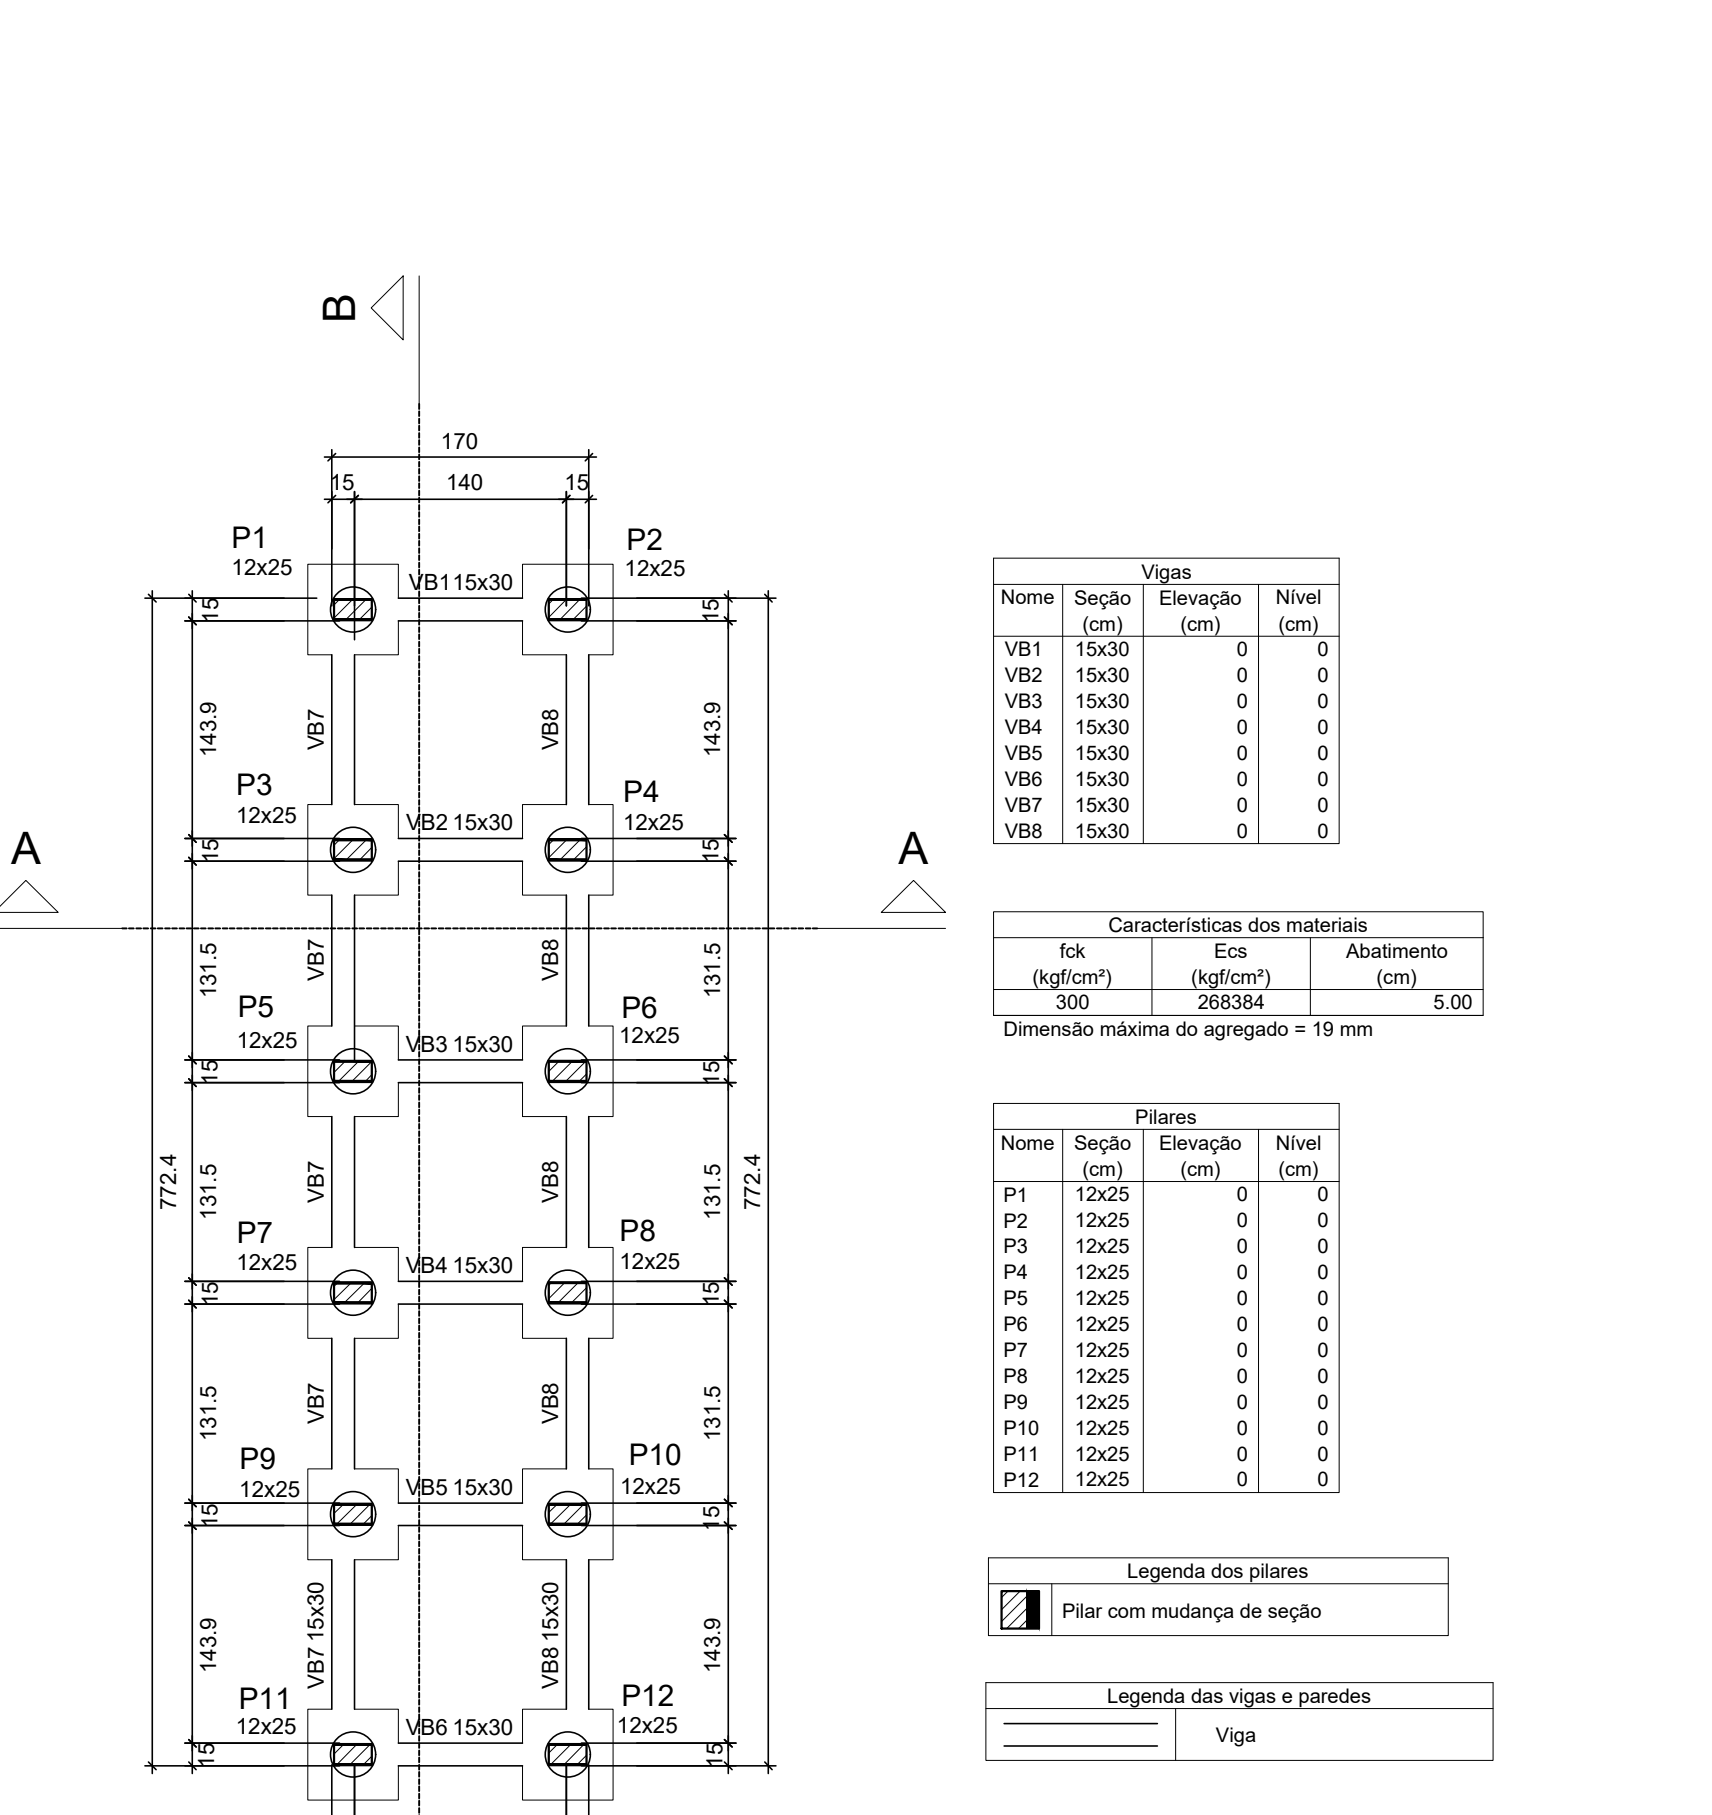 B
170
15 140 15
P1
12x25
P2
12x25
VB1 15x30
15
15
143.9
VB7
VB8
143.9
P3
12x25
P4
12x25
VB2 15x30
15
15
A
A
131.5
VB7
VB8
131.5
P5
12x25
P6
12x25
VB3 15x30
15
15
772.4
131.5
VB7
VB8
131.5
772.4
P7
12x25
P8
12x25
VB4 15x30
15
15
131.5
VB7
VB8
131.5
P9
12x25
P10
12x25
VB5 15x30
15
15
143.9
VB7 15x30
VB8 15x30
143.9
P11
12x25
P12
12x25
VB6 15x30
15
15
Vigas
Nome Seção Elevação Nível
(cm) (cm) (cm)
VB1 15x30 0 0
VB2 15x30 0 0
VB3 15x30 0 0
VB4 15x30 0 0
VB5 15x30 0 0
VB6 15x30 0 0
VB7 15x30 0 0
VB8 15x30 0 0
Características dos materiais
fck Ecs Abatimento
(kgf/cm²) (kgf/cm²) (cm)
300 268384 5.00
Dimensão máxima do agregado = 19 mm
Pilares
Nome Seção Elevação Nível
(cm) (cm) (cm)
P1 12x25 0 0
P2 12x25 0 0
P3 12x25 0 0
P4 12x25 0 0
P5 12x25 0 0
P6 12x25 0 0
P7 12x25 0 0
P8 12x25 0 0
P9 12x25 0 0
P10 12x25 0 0
P11 12x25 0 0
P12 12x25 0 0
Legenda dos pilares
Pilar com mudança de seção
Legenda das vigas e paredes
Viga